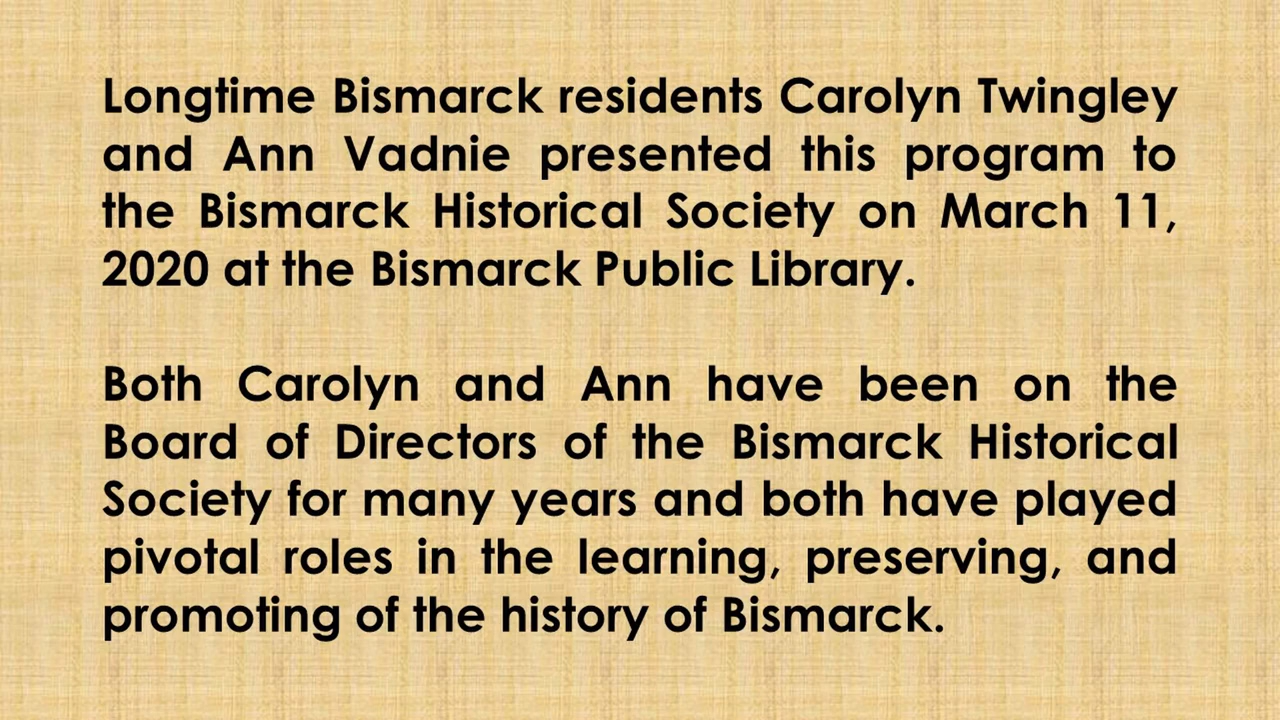 Longtime Bismarck residents Carolyn Twingley
and Ann Vadnie presented this program to
the Bismarck Historical Society on March 11,
2020 at the Bismarck Public Library.
Both Carolyn and Ann have been on the
Board of Directors of the Bismarck Historical
Society for many years and both have played
pivotal roles in the learning, preserving, and
promoting of the history of Bismarck.